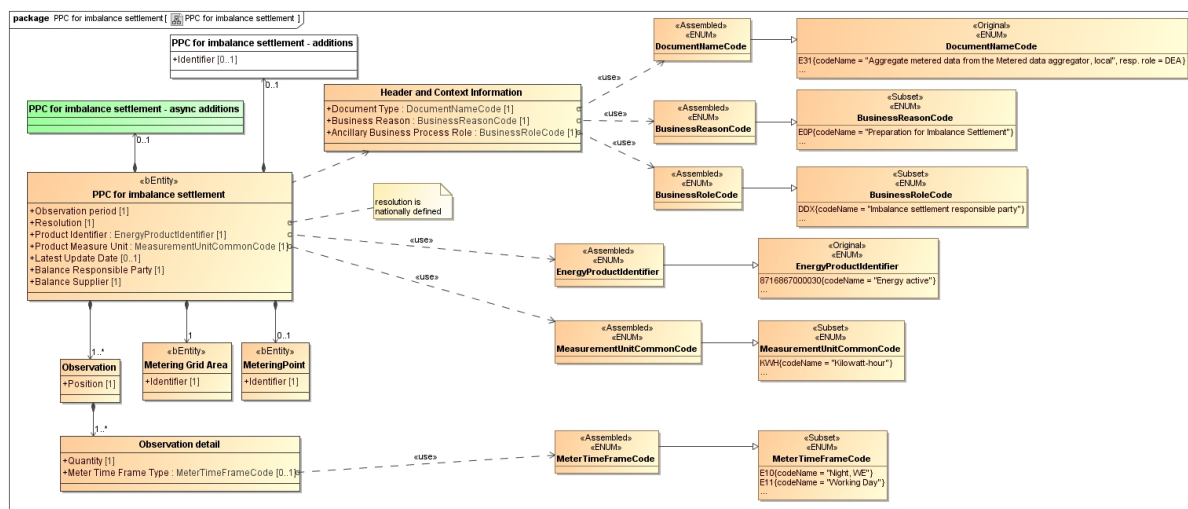 package PPC for imbalance settlement [ PPC for imbalance settlement ]
PPC for imbalance settlement - additions
+Identifier [0..1]
0..1
PPC for imbalance settlement - async additions
0..1
Header and Context Information
+Document Type : DocumentNameCode [1]
+Business Reason : BusinessReasonCode [1]
+Ancillary Business Process Role : BusinessRoleCode [1]
«use»
«use»
«use»
«Assembled»
«ENUM»
DocumentNameCode
«Original»
«ENUM»
DocumentNameCode
E31{codeName = "Aggregate metered data from the Metered data aggregator, local", resp. role = DEA}
...
«Assembled»
«ENUM»
BusinessReasonCode
«Subset»
«ENUM»
BusinessReasonCode
E0P{codeName = "Preparation for Imbalance Settlement"}
...
«Assembled»
«ENUM»
BusinessRoleCode
«Subset»
«ENUM»
BusinessRoleCode
DDX{codeName = "Imbalance settlement responsible party"}
...
«bEntity»
PPC for imbalance settlement
+Observation period [1]
+Resolution [1]
+Product Identifier : EnergyProductIdentifier [1]
+Product Measure Unit : MeasurementUnitCommonCode [1]
+Latest Update Date [0..1]
+Balance Responsible Party [1]
+Balance Supplier [1]
resolution is
nationally defined
«use»
«use»
«Assembled»
«ENUM»
EnergyProductIdentifier
«Original»
«ENUM»
EnergyProductIdentifier
8716867000030{codeName = "Energy active"}
...
«Assembled»
«ENUM»
MeasurementUnitCommonCode
«Subset»
«ENUM»
MeasurementUnitCommonCode
KWH{codeName = "Kilowatt-hour"}
...
1..*
1
0..1
Observation
+Position [1]
«bEntity»
Metering Grid Area
+Identifier [1]
«bEntity»
MeteringPoint
+Identifier [1]
1..*
Observation detail
+Quantity [1]
+Meter Time Frame Type : MeterTimeFrameCode [0..1]
«use»
«Assembled»
«ENUM»
MeterTimeFrameCode
«Subset»
«ENUM»
MeterTimeFrameCode
E10{codeName = "Night, WE"}
E11{codeName = "Working Day"}
...